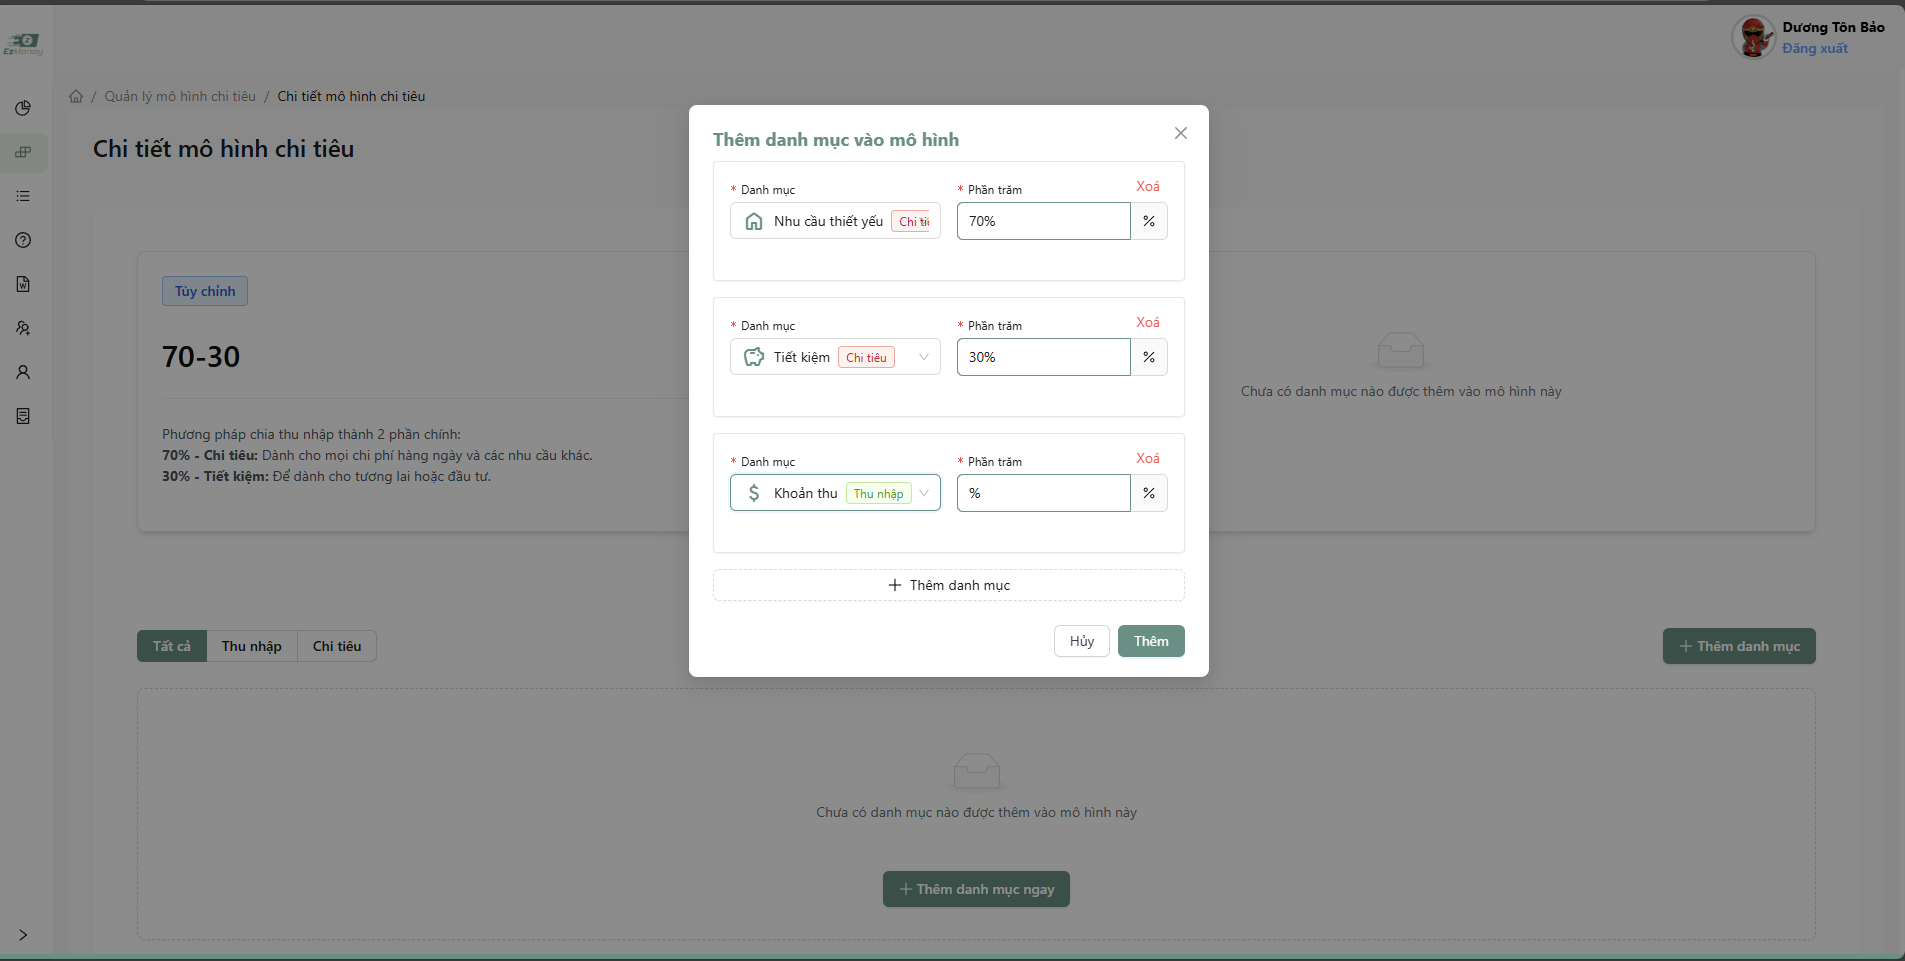 EzMoney
Dương Tôn Bảo
Đăng xuất
/ Quản lý mô hình chi tiêu / Chi tiết mô hình chi tiêu
Chi tiết mô hình chi tiêu
Tùy chỉnh
70-30
Phương pháp chia thu nhập thành 2 phần chính:
70% - Chi tiêu: Dành cho mọi chi phí hàng ngày và các nhu cầu khác.
30% - Tiết kiệm: Để dành cho tương lai hoặc đầu tư.
Chưa có danh mục nào được thêm vào mô hình này
Thêm danh mục vào mô hình
* Danh mục
* Phần trăm
Xoá
Nhu cầu thiết yếu Chi
70%
%
* Danh mục
* Phần trăm
Xoá
Tiết kiệm Chi tiêu
30%
%
* Danh mục
* Phần trăm
Xoá
$ Khoản thu Thu nhập
%
%
+ Thêm danh mục
Hủy
Thêm
Tất cả
Thu nhập
Chi tiêu
+ Thêm danh mục
Chưa có danh mục nào được thêm vào mô hình này
+ Thêm danh mục ngay